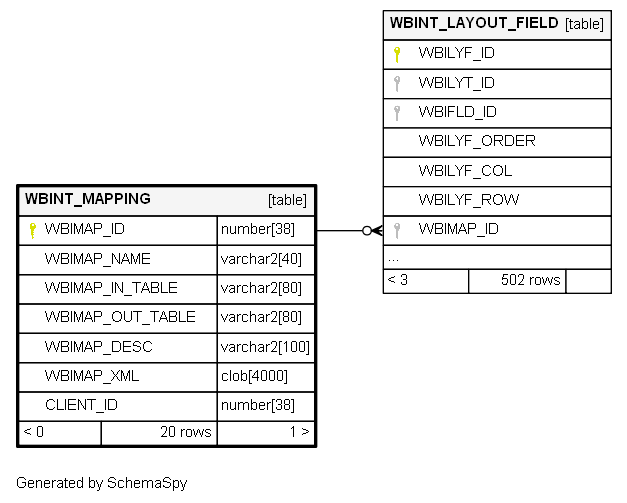 WBINT_LAYOUT_FIELD [table]
WBILYF_ID
WBILYT_ID
WBIFLD_ID
WBILYF_ORDER
WBILYF_COL
WBILYF_ROW
WBIMAP_ID
...
< 3 502 rows
WBINT_MAPPING [table]
WBIMAP_ID number[38]
WBIMAP_NAME varchar2[40]
WBIMAP_IN_TABLE varchar2[80]
WBIMAP_OUT_TABLE varchar2[80]
WBIMAP_DESC varchar2[100]
WBIMAP_XML clob[4000]
CLIENT_ID number[38]
< 0 20 rows 1 >
Generated by SchemaSpy